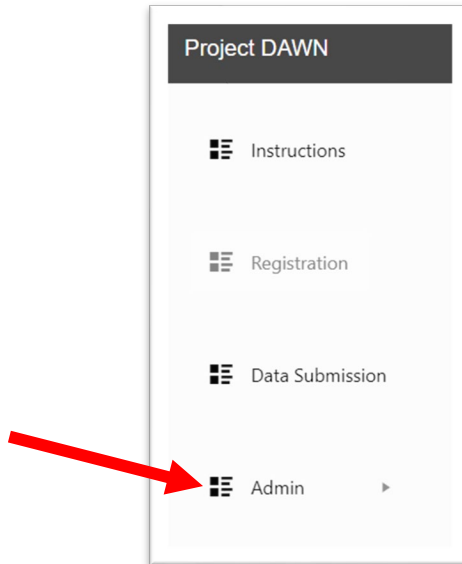 Project DAWN
Instructions
Registration
Data Submission
Admin